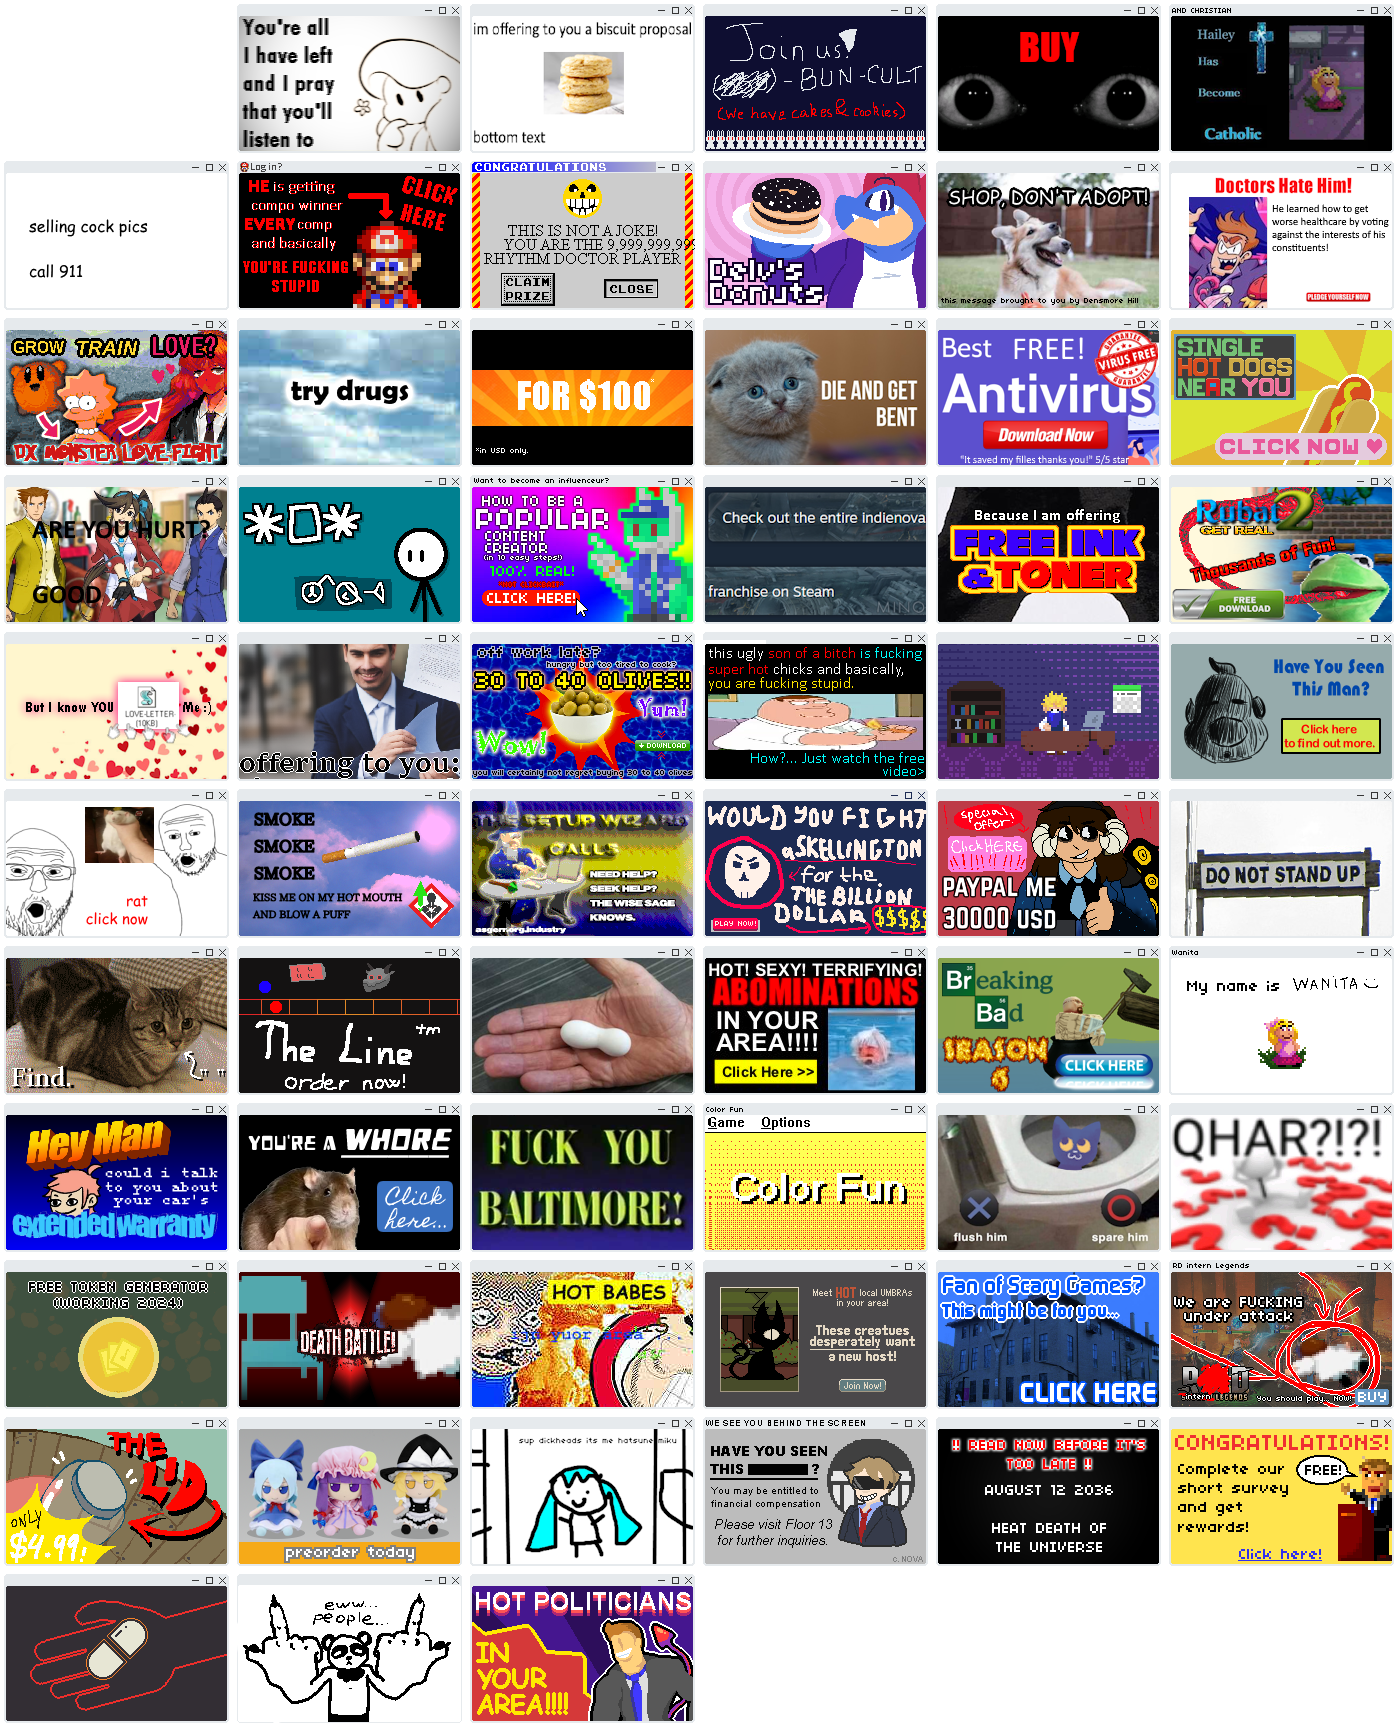 You're all
I have left
and I pray
that you'll
listen to
im offering to you a biscuit proposal
bottom text
Join us!
- BUN - CULT
(we have cakes & cookies)
BUY
AND CHRISTIAN
Hailey
Has
Become
Catholic
selling cock pics
call 911
Log in?
HE is getting
compo winner
EVERY comp
and basically
YOU'RE FUCKING
STUPID
CLICK
HERE
CONGRATULATIONS
THIS IS NOT A JOKE!
YOU ARE THE 9,999,999,99
RHYTHM DOCTOR PLAYER
CLAIM
PRIZE
CLOSE
Delv's
Donuts
SHOP, DON'T ADOPT!
this message brought to you by Densmore Hill
Doctors Hate Him!
He learned how to get
worse healthcare by voting
against the interests of his
constituents!
PLEDGE YOURSELF NOW
GROW TRAIN LOVE?
DX MONSTER LOVE-FIGHT
try drugs
FOR $100*
*in USD only.
DIE AND GET
BENT
Best FREE!
VIRUS FREE
GUARANTEE
GUARANTEE
Antivirus
Download Now
"It saved my filles thanks you!" 5/5 star
SINGLE
HOT DOGS
NEAR YOU
CLICK NOW ♥
ARE YOU HURT?
GOOD
Want to become an influenceur?
HOW TO BE A
POPULAR
CONTENT
CREATOR
(in 10 easy steps!)
100% REAL!
*NOT CLICKBAIT*
CLICK HERE!
Check out the entire indienova
franchise on Steam
MINO
Because I am offering
FREE INK
& TONER
Rubat 2
GET REAL
Thousands of Fun!
FREE
DOWNLOAD
But I know YOU
LOVE-LETTER-
(10KB)
Me :)
offering to you:
off work late?
hungry but too tired to cook?
30 TO 40 OLIVES!!
Yum!
Wow!
DOWNLOAD
you will certainly not regret buying 30 to 40 olives
this ugly son of a bitch is fucking
super hot chicks and basically,
you are fucking stupid.
How?... Just watch the free
video>
Have You Seen
This Man?
Click here
to find out more.
rat
click now
SMOKE
SMOKE
SMOKE
KISS ME ON MY HOT MOUTH
AND BLOW A PUFF
THE SETUP WIZARD
CALLS
NEED HELP?
SEEK HELP?
THE WISE SAGE
KNOWS.
asgernorg.industry
WOULD YOU FIGHT
a SKELLINGTON
for the
THE BILLION
DOLLAR $$$$$
PLAY NOW!
special!
offer
Click HERE
PAYPAL ME
30000 USD
DO NOT STAND UP
Find.
" "
The Line ™
order now!
HOT! SEXY! TERRIFYING!
ABOMINATIONS
IN YOUR
AREA!!!!
Click Here >>
35
Breaking
56
Bad
SEASON
6
CLICK HERE
Wanita
My name is WANITA
Hey Man
could i talk
to you about
your car's
extended warranty
YOU'RE A WHORE
Click
here...
FUCK YOU
BALTIMORE!
Color Fun
Game Options
Color Fun
flush him
spare him
QHAR?!?!
FREE TOKEN GENERATOR
(WORKING 2024)
DEATH BATTLE!
HOT BABES
yuor area
Meet HOT local UMBRAs
in your area!
These creatues
desperately want
a new host!
Join Now!
Fan of Scary Games?
This might be for you...
CLICK HERE
RD intern Legends
We are FUCKING
under attack
intern LEGENDS
You should play... Now!
BUY
THE
LID
ONLY
$4.99!
preorder today
sup dickheads its me hatsune miku
WE SEE YOU BEHIND THE SCREEN
HAVE YOU SEEN
THIS ?
You may be entitled to
financial compensation
Please visit Floor 13
for further inquiries.
c. NOVA
!! READ NOW BEFORE IT'S
TOO LATE !!
AUGUST 12 2036
HEAT DEATH OF
THE UNIVERSE
CONGRATULATIONS!
Complete our
short survey
and get
rewards!
FREE!
Click here!
eww...
people...
HOT POLITICIANS
IN
YOUR
AREA!!!!